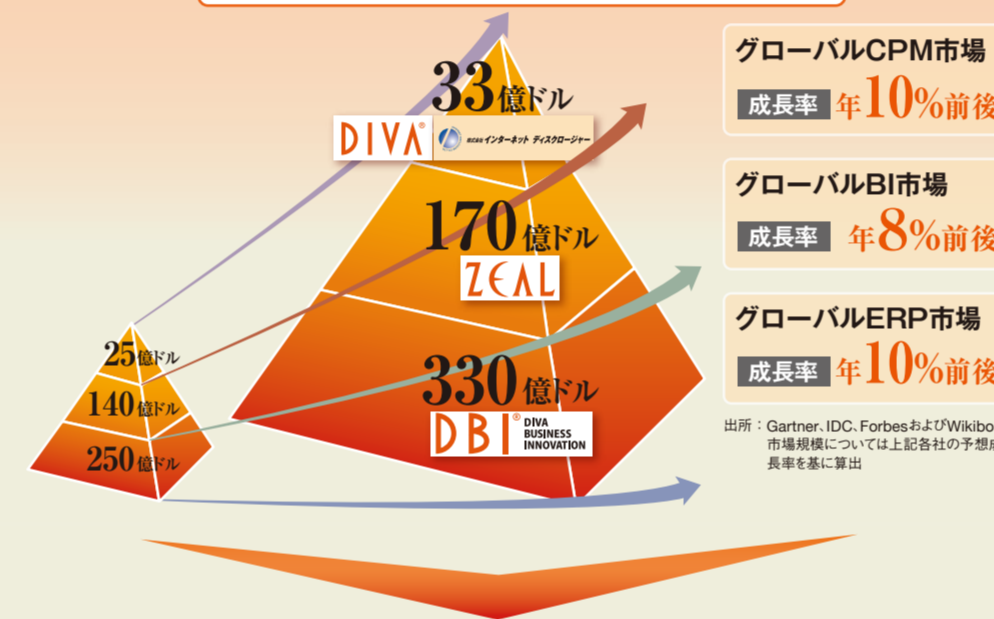 33億ドル
DIVA®
株式会社インターネット ディスクロージャー
170億ドル
ZEAL
330億ドル
DBI® DIVA
BUSINESS
INNOVATION
25億ドル
140億ドル
250億ドル
グローバルCPM市場
成長率 年10%前後
グローバルBI市場
成長率 年8%前後
グローバルERP市場
成長率 年10%前後
出所：Gartner、IDC、ForbesおよびWikibo
市場規模については上記各社の予想成
長率を基に算出